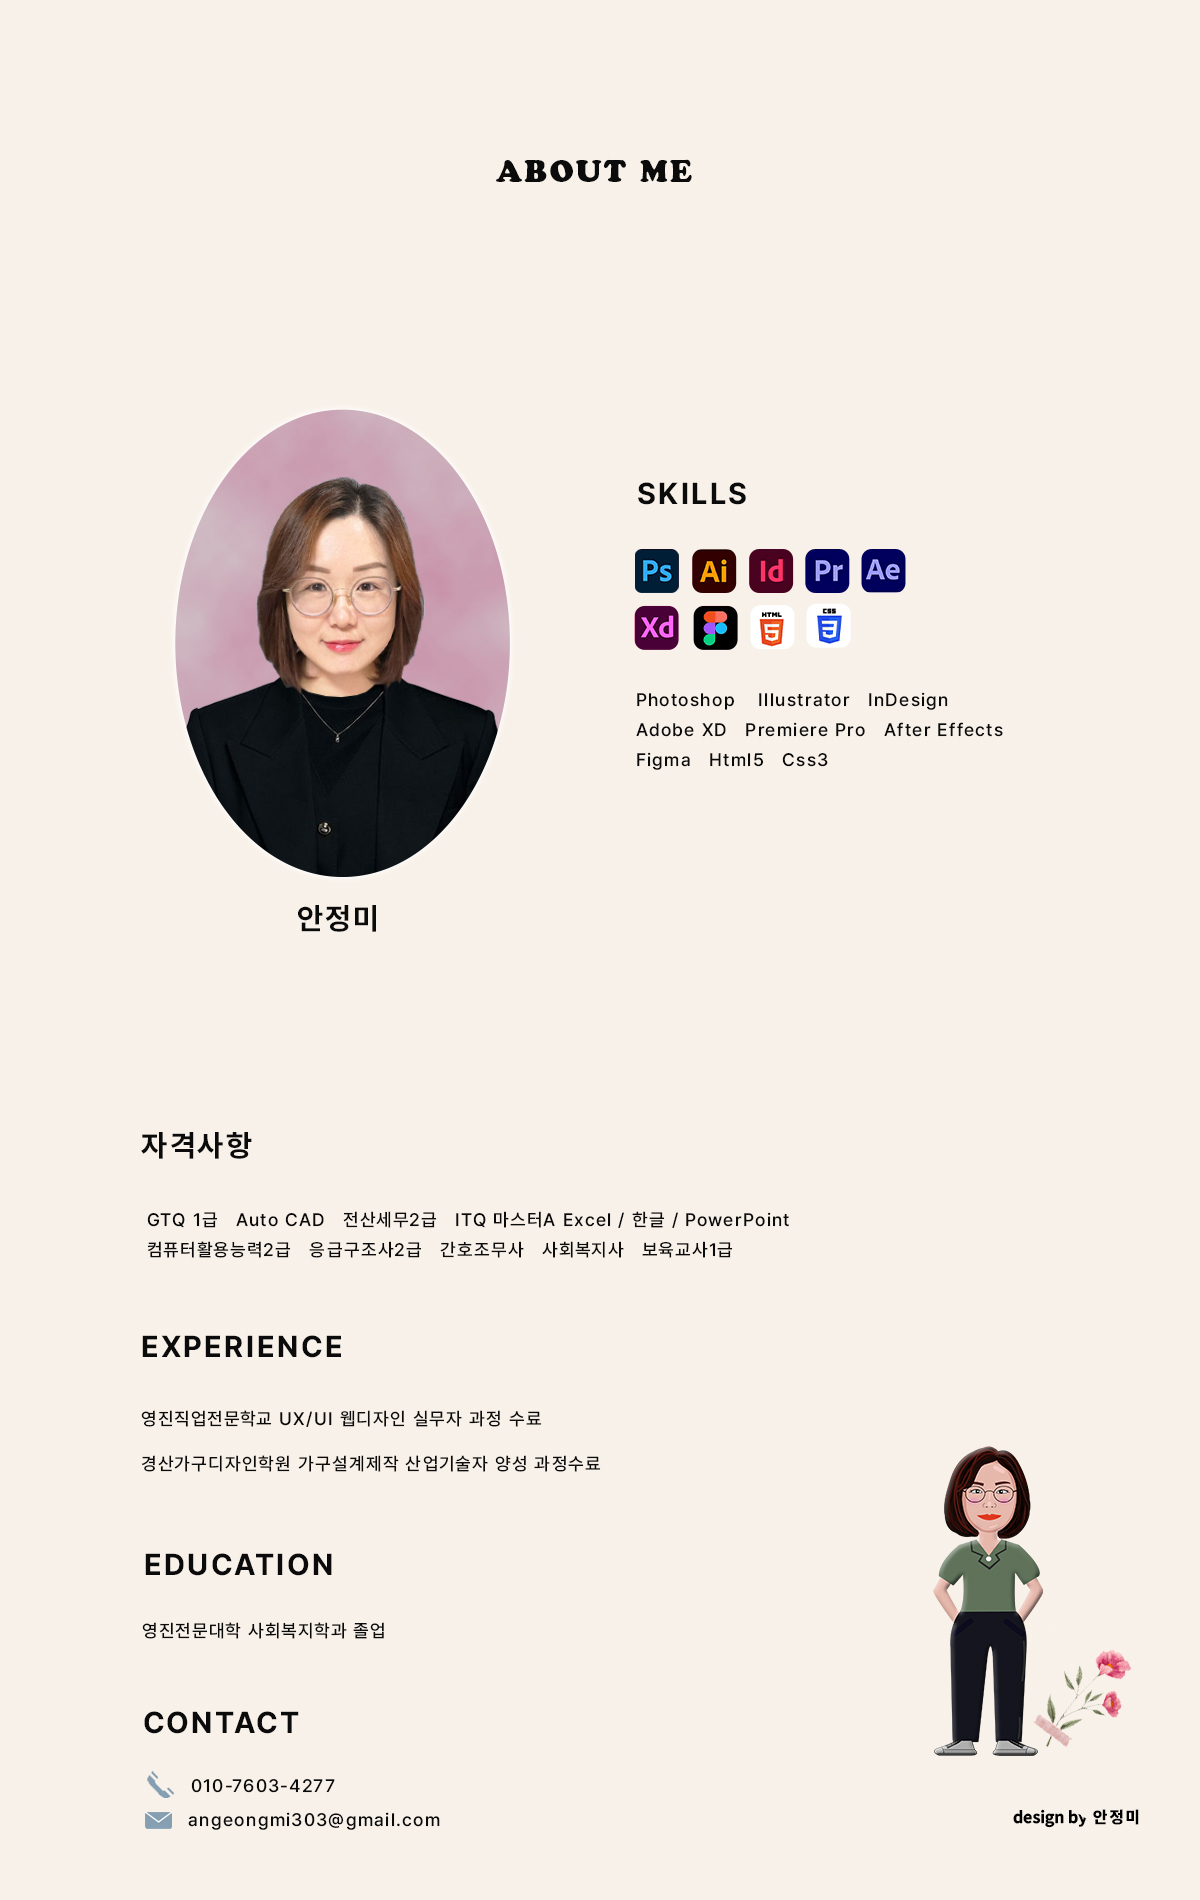 ABOUT ME
SKILLS
Ps Ai Id Pr Ae
Xd HTML 5 CSS 3
Photoshop Illustrator InDesign
Adobe XD Premiere Pro After Effects
Figma Html5 Css3
안정미
자격사항
GTQ 1급 Auto CAD 전산세무2급 ITQ 마스터A Excel / 한글 / PowerPoint
컴퓨터활용능력2급 응급구조사2급 간호조무사 사회복지사 보육교사1급
EXPERIENCE
영진직업전문학교 UX/UI 웹디자인 실무자 과정 수료
경산가구디자인학원 가구설계제작 산업기술자 양성 과정수료
EDUCATION
영진전문대학 사회복지학과 졸업
CONTACT
010-7603-4277
angeongmi303@gmail.com
design by 안정미